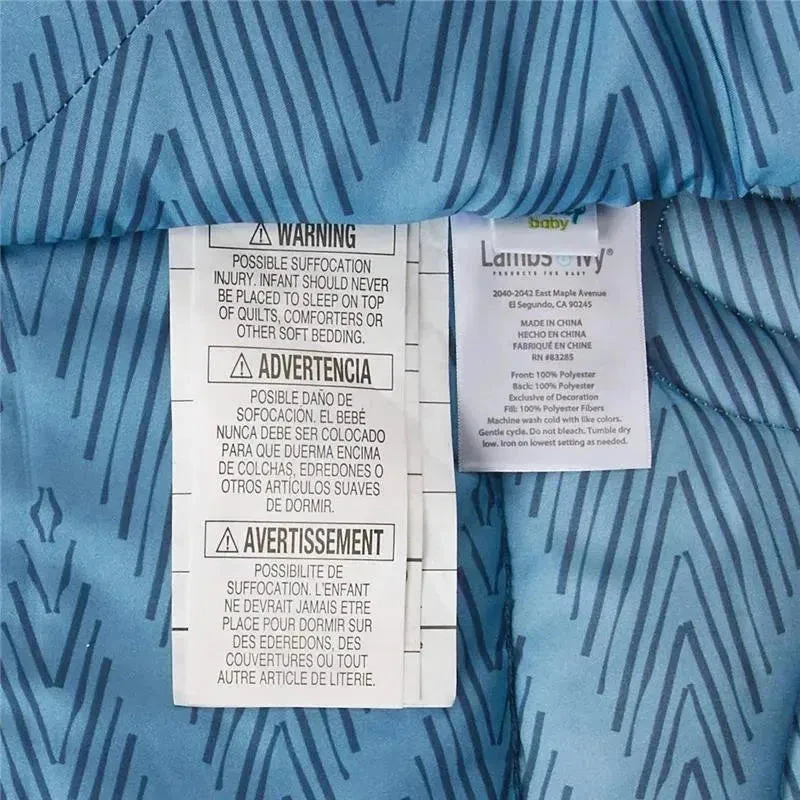 WARNING
POSSIBLE SUFFOCATION
INJURY. INFANT SHOULD NEVER
BE PLACED TO SLEEP ON TOP
OF QUILTS, COMFORTERS OR
OTHER SOFT BEDDING.
ADVERTENCIA
POSIBLE DAÑO DE
SOFOCACIÓN. EL BEBÉ
NUNCA DEBE SER COLOCADO
PARA QUE DUERMA ENCIMA
DE COLCHAS, EDREDONES O
OTROS ARTÍCULOS SUAVES
DE DORMIR.
AVERTISSEMENT
POSSIBILITE DE
SUFFOCATION. L'ENFANT
NE DEVRAIT JAMAIS ETRE
PLACE POUR DORMIR SUR
DES EDEREDONS, DES
COUVERTURES OU TOUT
AUTRE ARTICLE DE LITERIE.
baby
Lambs & Ivy®
PRODUCTS FOR BABY
2040-2042 East Maple Avenue
El Segundo, CA 90245
MADE IN CHINA
HECHO EN CHINA
FABRIQUÉ EN CHINE
RN #83285
Front: 100% Polyester
Back: 100% Polyester
Exclusive of Decoration
Fill: 100% Polyester Fibers
Machine wash cold with like colors.
Gentle cycle. Do not bleach. Tumble dry
low. Iron on lowest setting as needed.